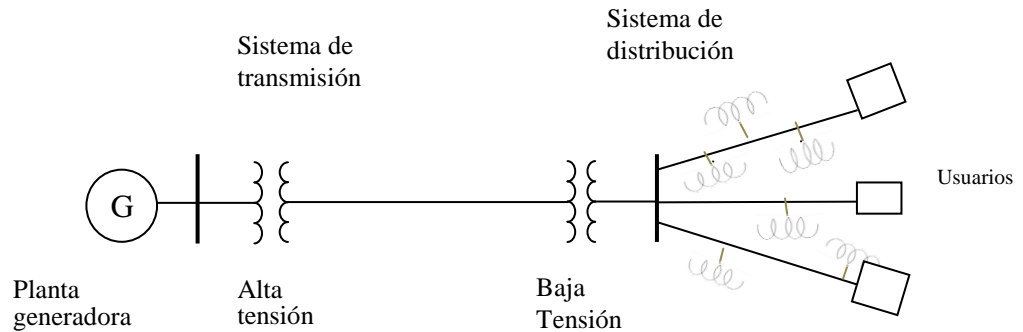 Sistema de
transmisión
Sistema de
distribución
Usuarios
G
Planta
generadora
Alta
tensión
Baja
Tensión